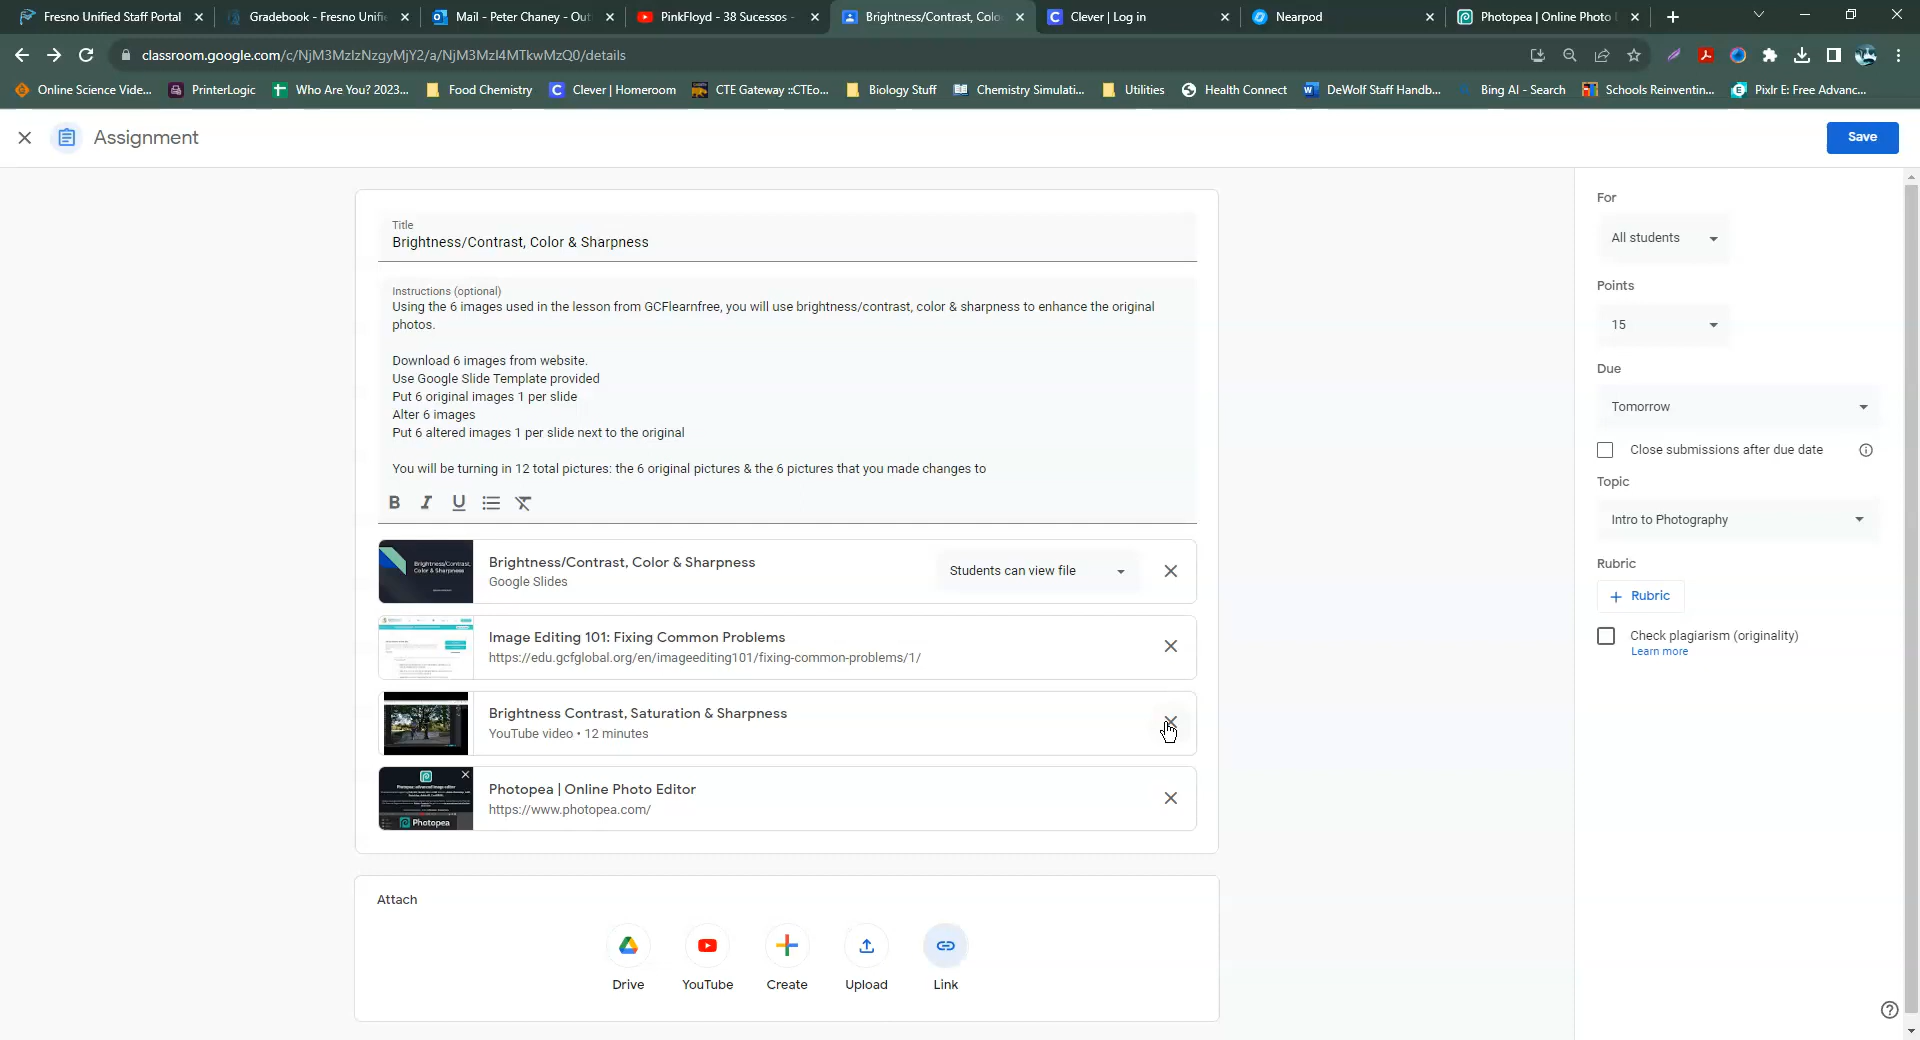 Fresno Unified Staff Portal
Gradebook - Fresno Unifi
Mail - Peter Chaney - Out
PinkFloyd - 38 Sucessos -
Brightness/Contrast, Colo
Clever | Log in
Nearpod
Photopea | Online Photo
classroom.google.com/c/NjM3MzIzNzgyMjY2/a/NjM3MzI4MTkwMzQ0/details
Online Science Vide...
PrinterLogic
Who Are You? 2023...
Food Chemistry
Clever | Homeroom
CTE Gateway ::CTEo...
Biology Stuff
Chemistry Simulati...
Utilities
Health Connect
DeWolf Staff Handb...
Bing AI - Search
Schools Reinventin...
Pixlr E: Free Advanc...
Assignment
Save
Title
Brightness/Contrast, Color & Sharpness
Instructions (optional)
Using the 6 images used in the lesson from GCFlearnfree, you will use brightness/contrast, color & sharpness to enhance the original
photos.
Download 6 images from website.
Use Google Slide Template provided
Put 6 original images 1 per slide
Alter 6 images
Put 6 altered images 1 per slide next to the original
You will be turning in 12 total pictures: the 6 original pictures & the 6 pictures that you made changes to
B I U
Brightness/Contrast,
Color & Sharpness
Brightness/Contrast, Color & Sharpness
Google Slides
Students can view file
Image Editing 101: Fixing Common Problems
https://edu.gcfglobal.org/en/imageediting101/fixing-common-problems/1/
Brightness Contrast, Saturation & Sharpness
YouTube video • 12 minutes
Photopea
Photopea | Online Photo Editor
https://www.photopea.com/
Attach
Drive
YouTube
Create
Upload
Link
For
All students
Points
15
Due
Tomorrow
Close submissions after due date
Topic
Intro to Photography
Rubric
+ Rubric
Check plagiarism (originality)
Learn more